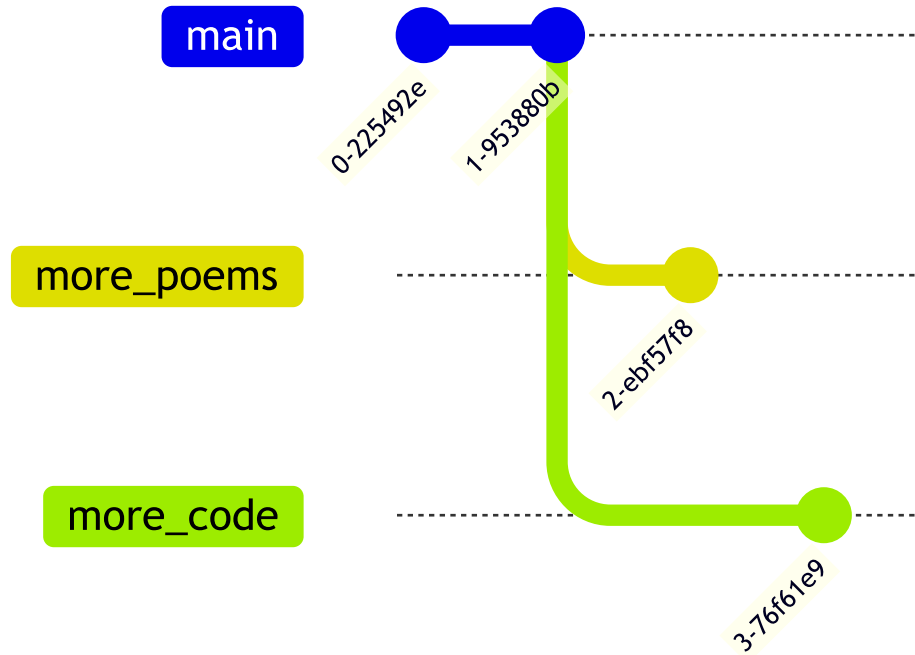 main
0-225492e
1-953880b
more_poems
2-ebf57f8
more_code
3-76f61e9